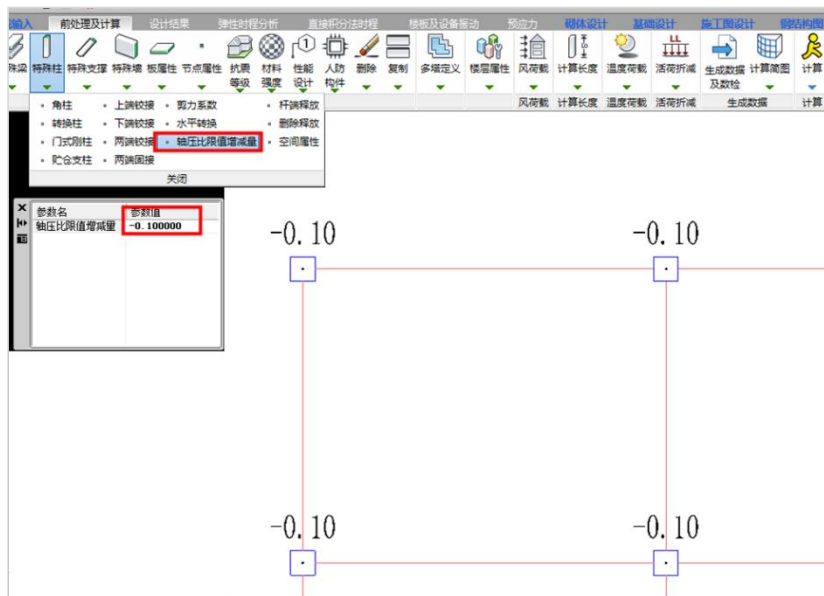 输入 前处理及计算 设计结果 弹性时程分析 直接积分法时程 楼板及设备振动 预应力 砌体设计 基础设计 施工图设计 钢结构图
殊梁 特殊柱 特殊支撑 特殊墙 板属性 节点属性 抗震等级 材料强度 性能设计 人防构件 删除 复制 多塔定义 楼层属性 风荷载 计算长度 温度荷载 活荷折减 生成数据及数检 计算简图 计算
风荷载 计算长度 温度荷载 活荷折减 生成数据 计算
角柱 上端铰接 剪力系数 杆端释放
转换柱 下端铰接 水平转换 删除释放
门式刚柱 两端铰接 轴压比限值增减量 空间属性
贮仓支柱 两端固接
关闭
参数名 参数值
轴压比限值增减量 -0.100000
-0.10 -0.10
-0.10 -0.10